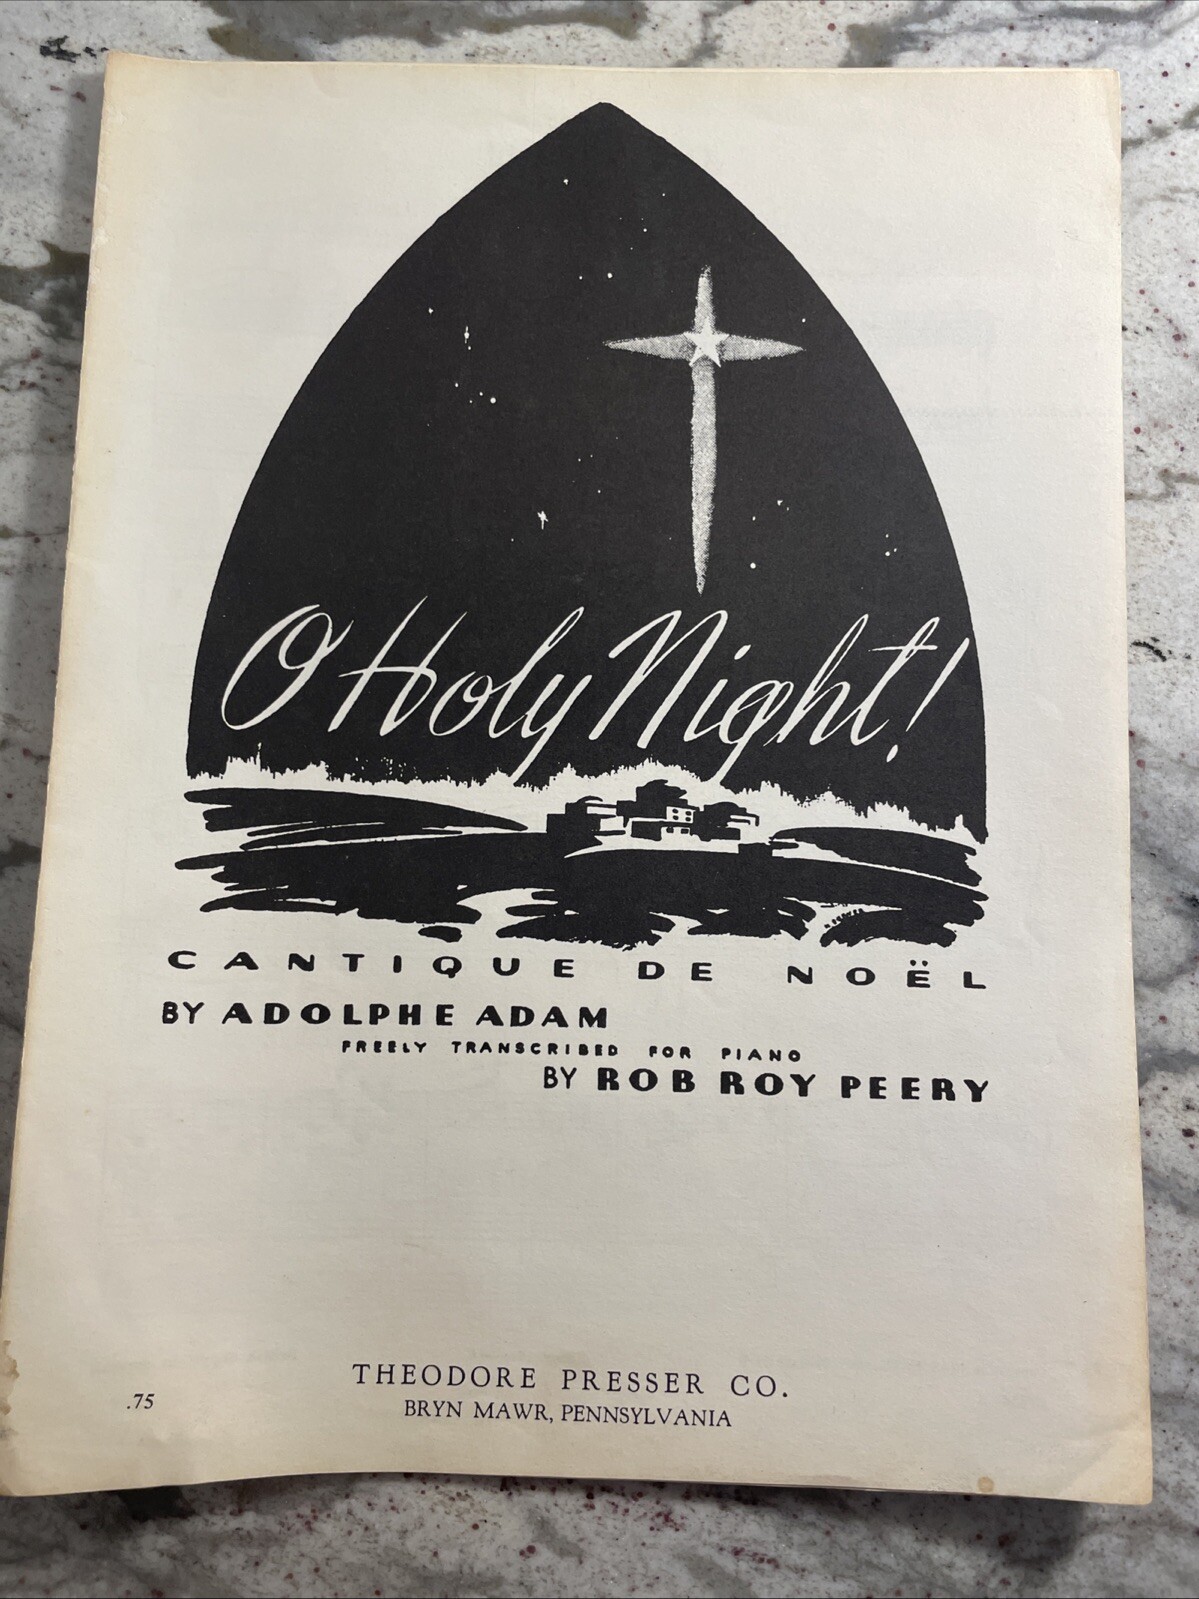 O Holy Night!
CANTIQUE DE NOËL
BY ADOLPHE ADAM
FREELY TRANSCRIBED FOR PIANO
BY ROB ROY PEERY
THEODORE PRESSER CO.
.75
BRYN MAWR, PENNSYLVANIA